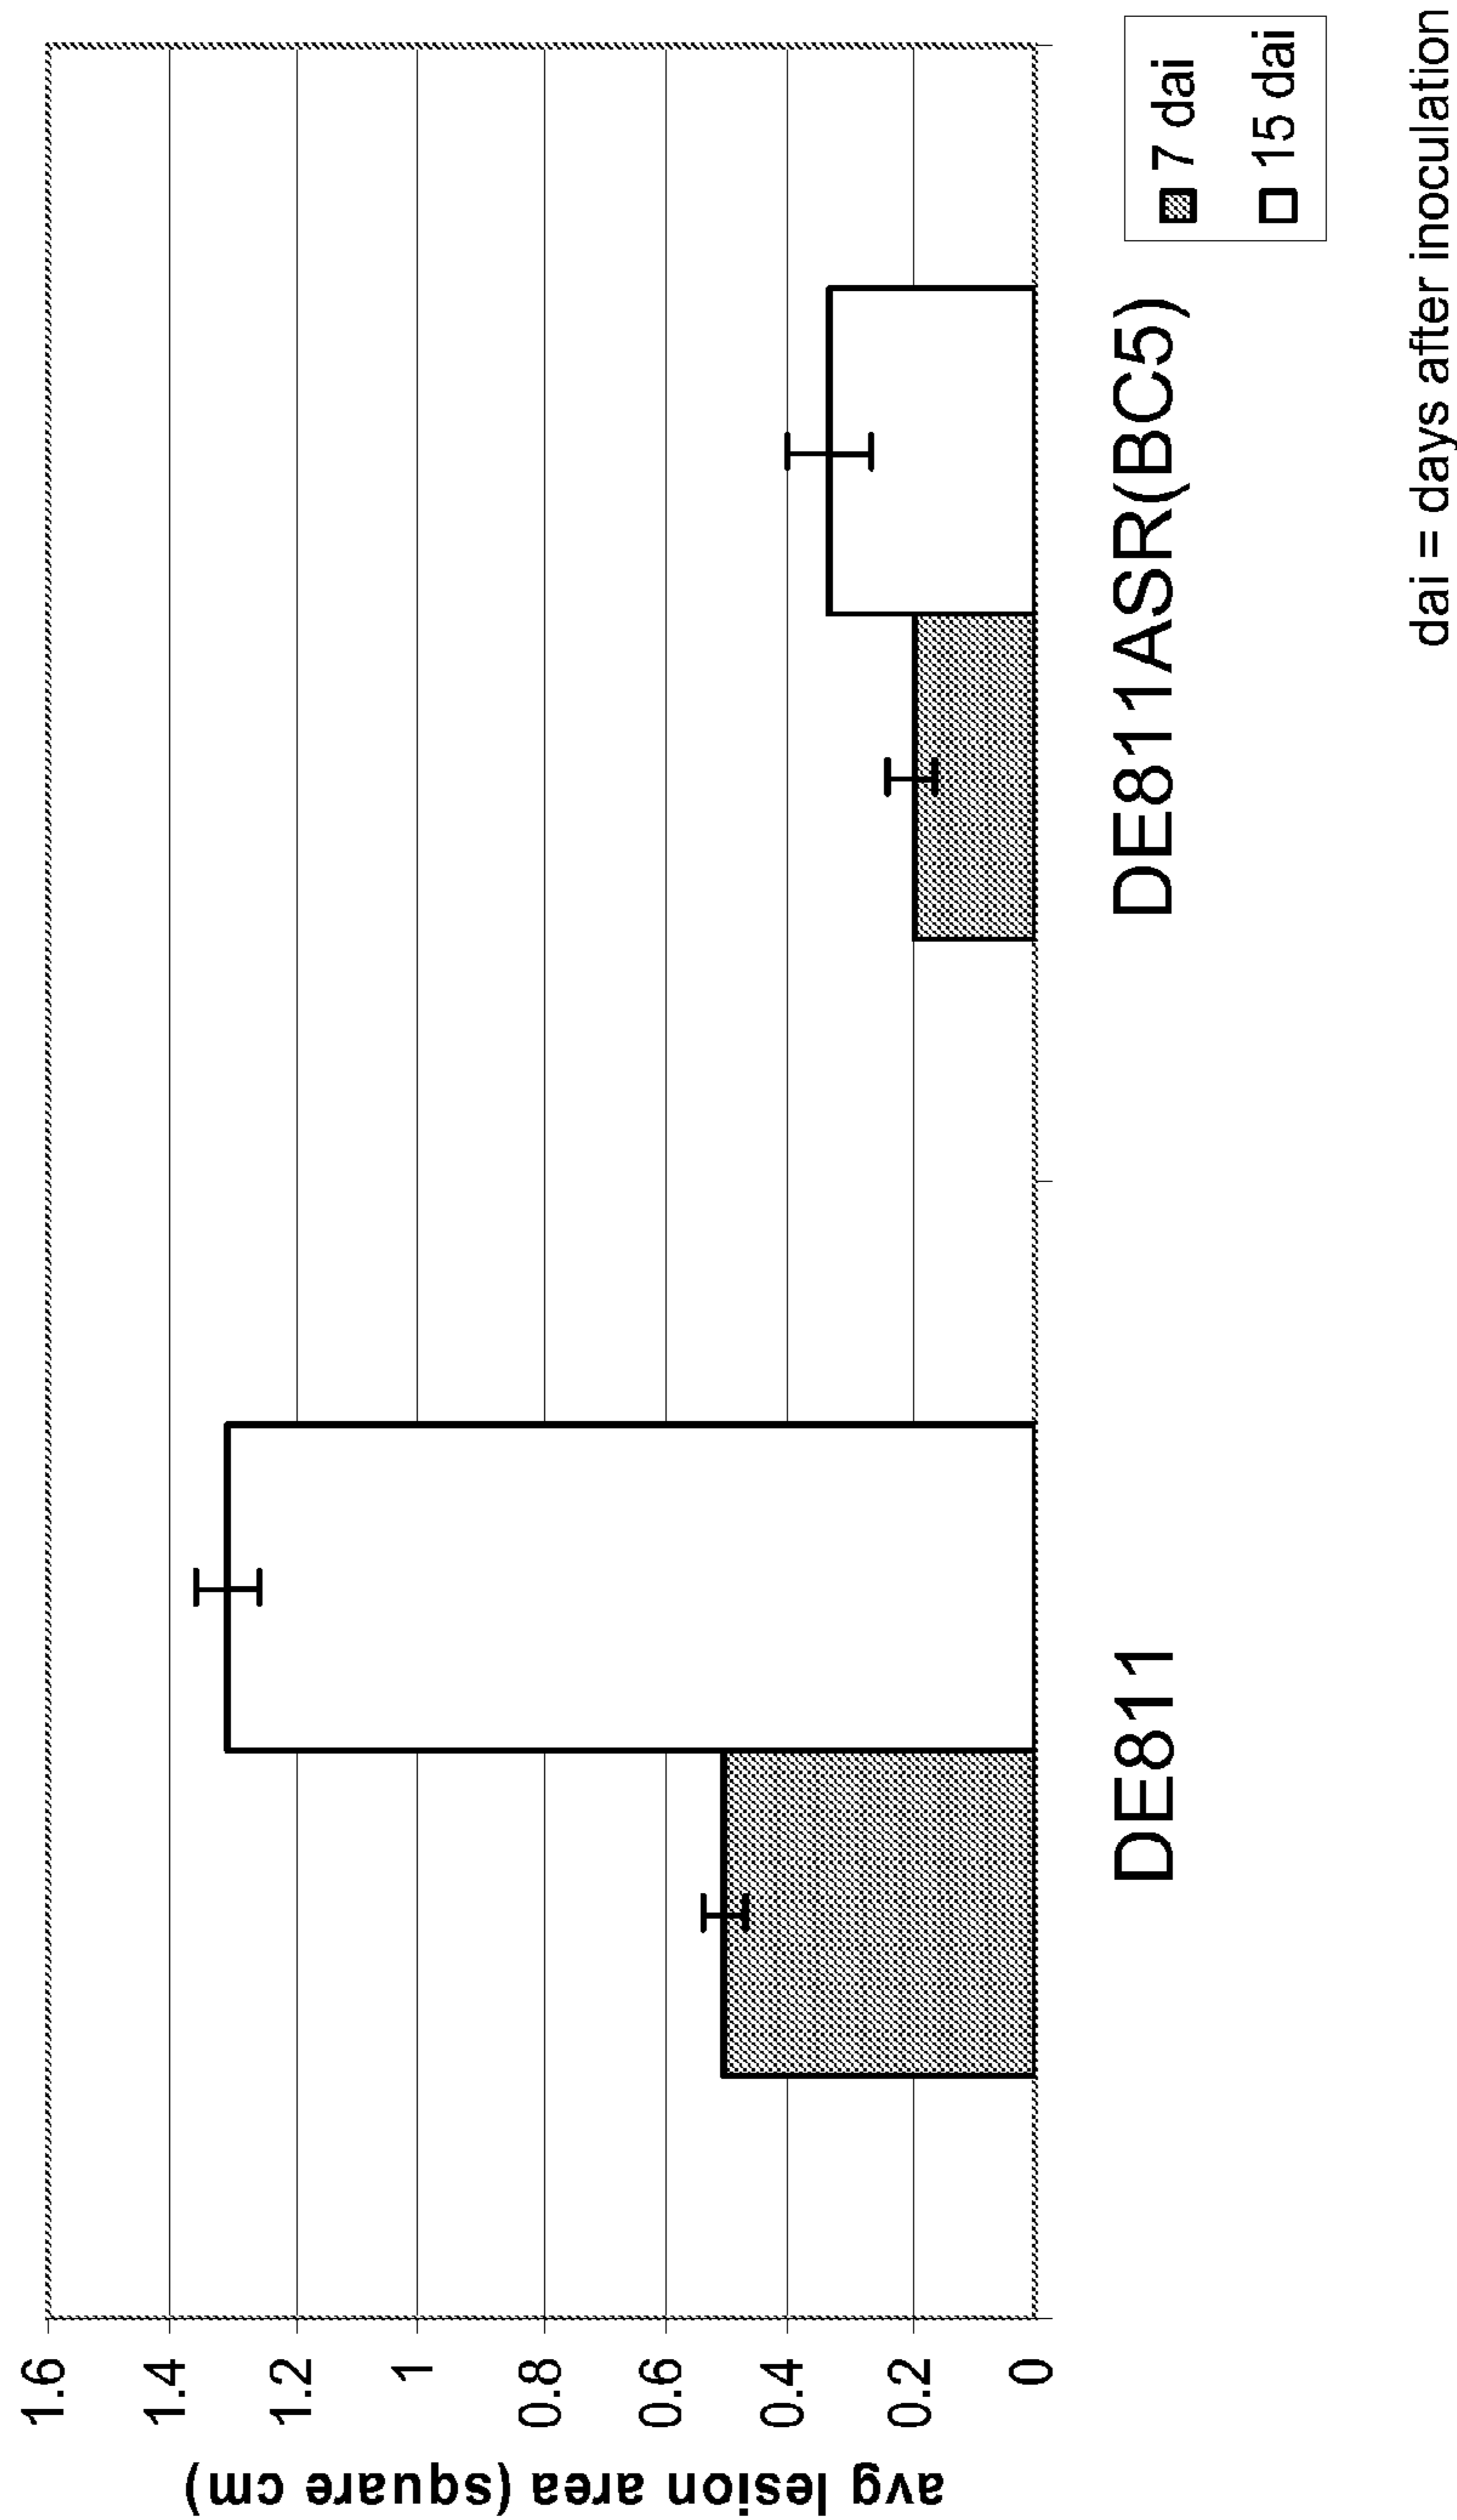 avg lesion area (square cm)
1.6
1.4
1.2
1
0.8
0.6
0.4
0.2
0
DE811
DE811ASR(BC5)
7 dai
15 dai
dai = days after inoculation